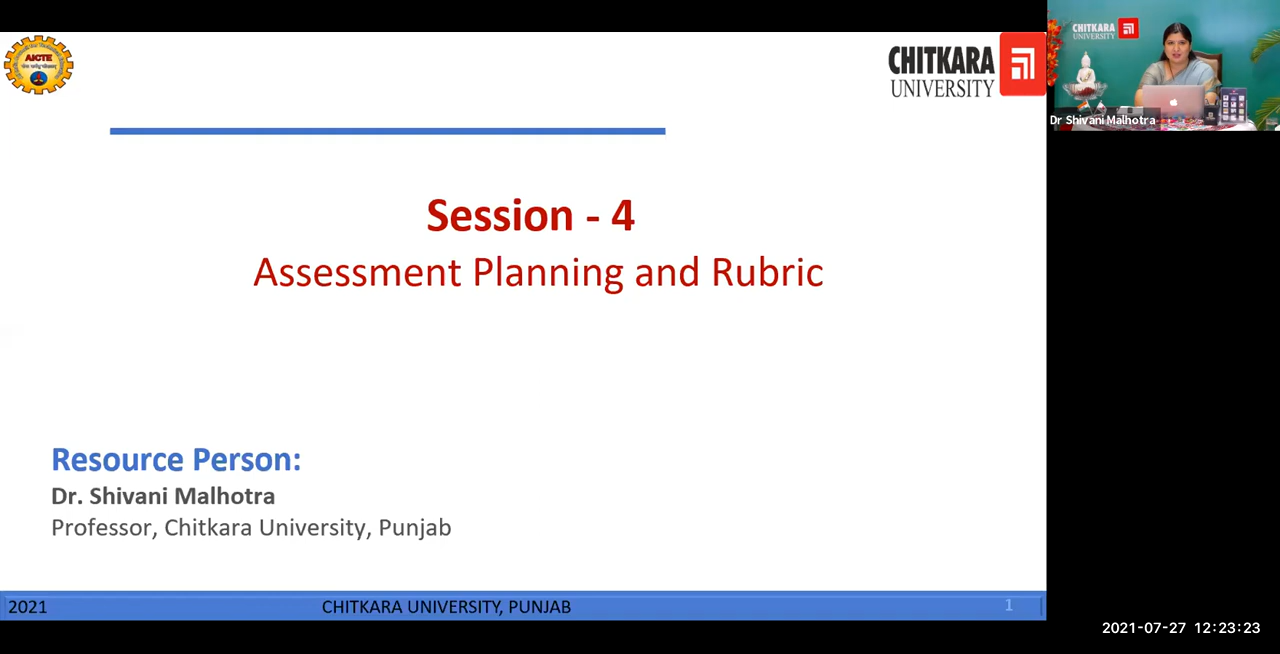 AICTE
CHITKARA
UNIVERSITY
CHITKARA
UNIVERSITY
Dr Shivani Malhotra
Session - 4
Assessment Planning and Rubric
Resource Person:
Dr. Shivani Malhotra
Professor, Chitkara University, Punjab
2021
CHITKARA UNIVERSITY, PUNJAB
1
2021-07-27 12:23:23